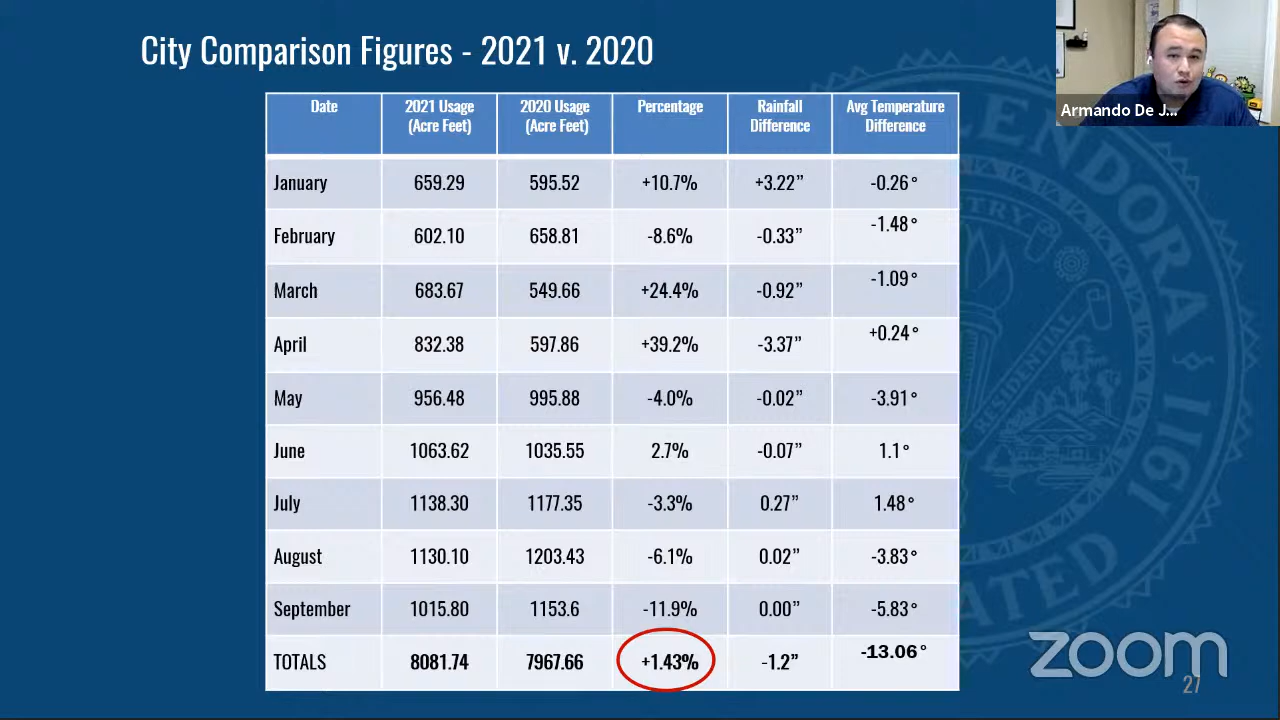 City Comparison Figures - 2021 v. 2020
Armando De J...
Date 2021 Usage (Acre Feet) 2020 Usage (Acre Feet) Percentage Rainfall Difference Avg Temperature Difference
January 659.29 595.52 +10.7% +3.22” -0.26°
February 602.10 658.81 -8.6% -0.33” -1.48°
March 683.67 549.66 +24.4% -0.92” -1.09°
April 832.38 597.86 +39.2% -3.37” +0.24°
May 956.48 995.88 -4.0% -0.02” -3.91°
June 1063.62 1035.55 2.7% -0.07” 1.1°
July 1138.30 1177.35 -3.3% 0.27” 1.48°
August 1130.10 1203.43 -6.1% 0.02” -3.83°
September 1015.80 1153.6 -11.9% 0.00” -5.83°
TOTALS 8081.74 7967.66 +1.43% -1.2” -13.06°
LENDORA
1911
RESIDENTIAL
zoom
27